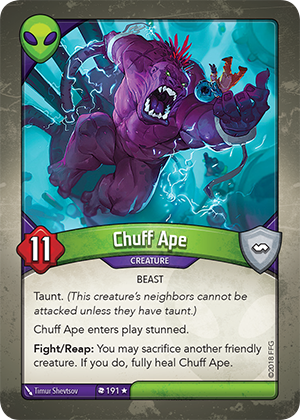 Chuff Ape
11
CREATURE
BEAST
Taunt. (This creature's neighbors cannot be
attacked unless they have taunt.)
Chuff Ape enters play stunned.
Fight/Reap: You may sacrifice another friendly
creature. If you do, fully heal Chuff Ape.
©2018 FFG
Timur Shevtsov
191